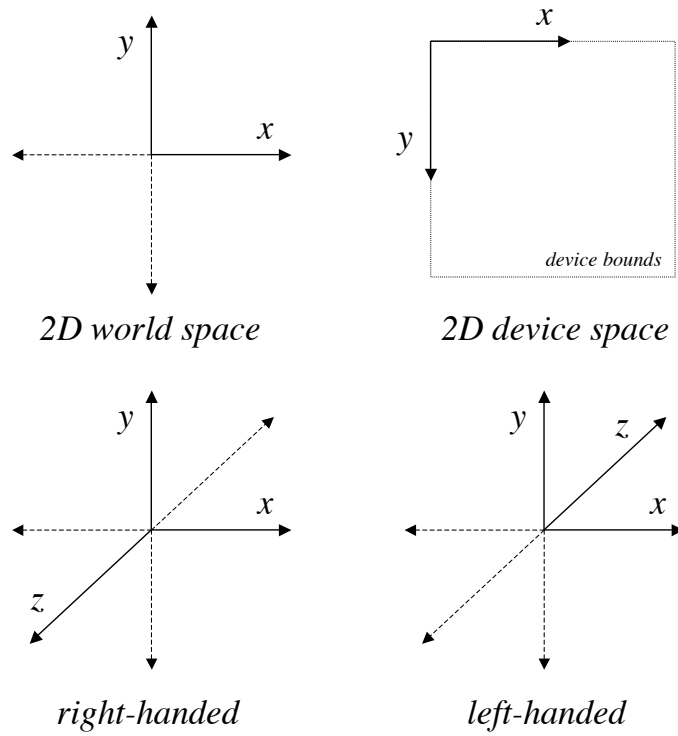 y
x
2D world space
x
y
device bounds
2D device space
y
x
z
right-handed
y
z
x
left-handed